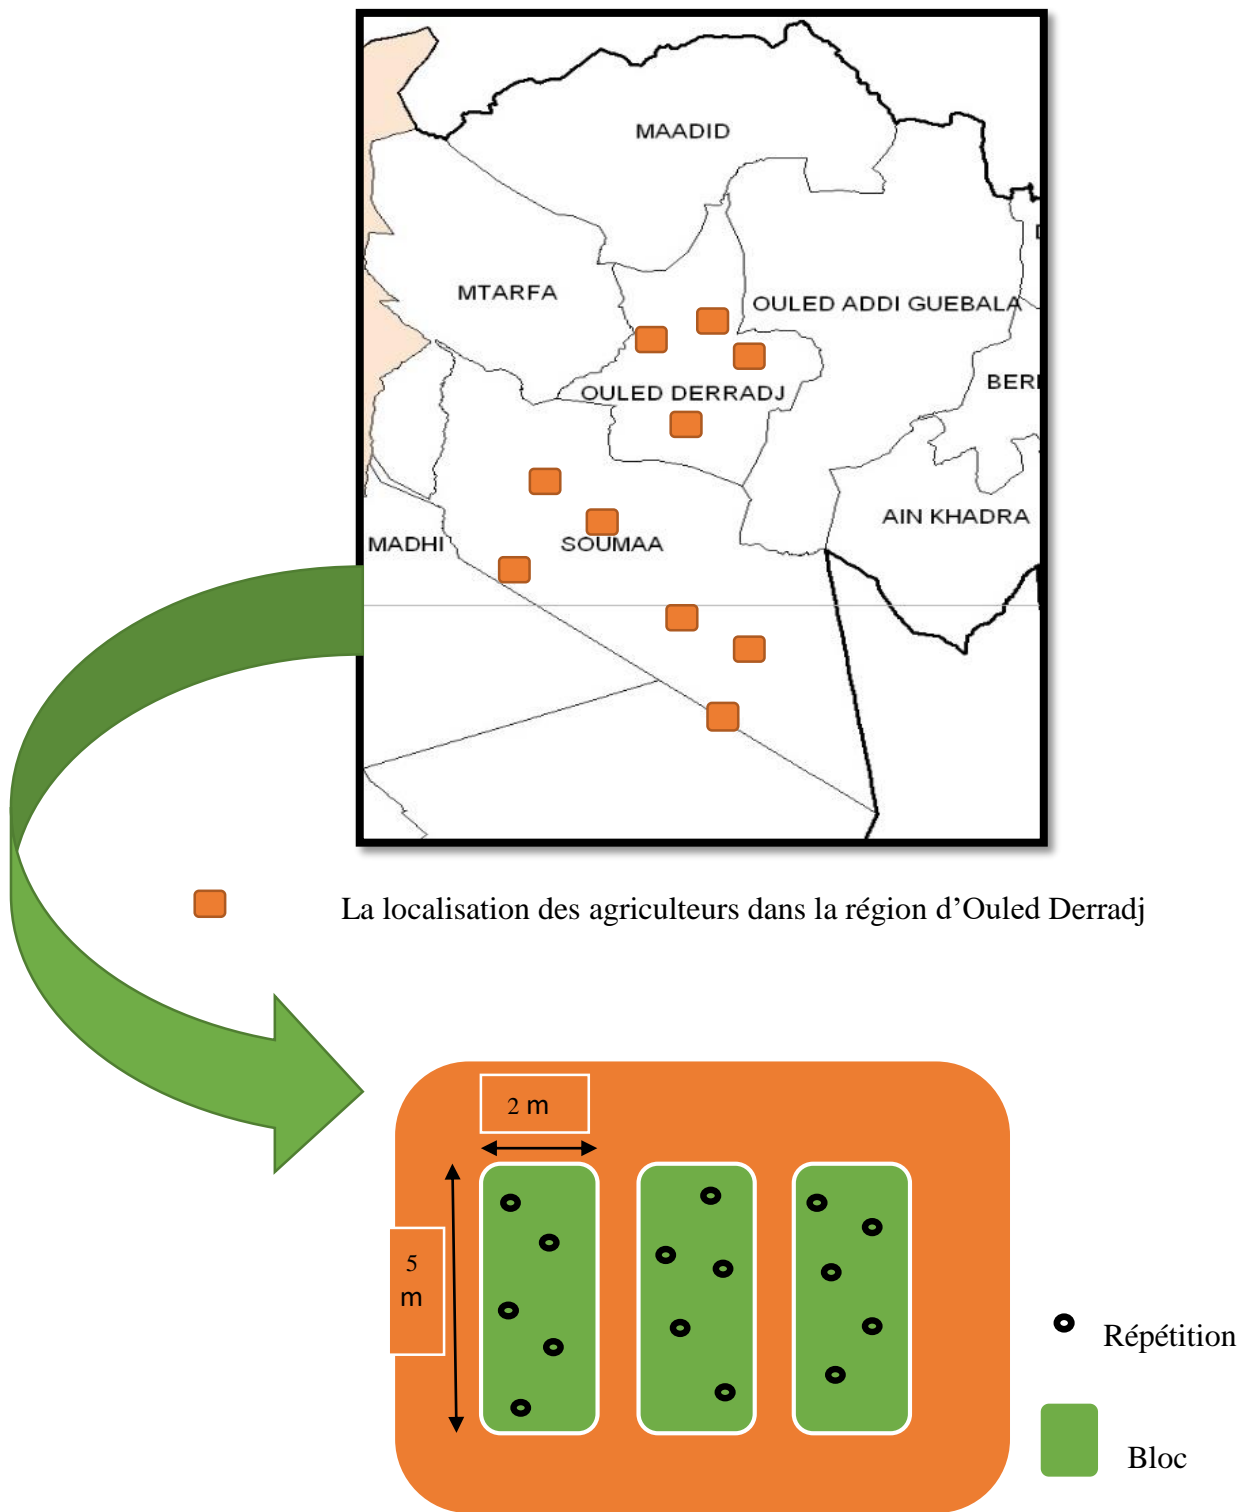 MAADID
MTARFA
OULED ADDI GUEBALA
BERI
OULED DERRADJ
AIN KHADRA
MADHI
SOUMAA
La localisation des agriculteurs dans la région d’Ouled Derradj
2 m
5
m
Répétition
Bloc